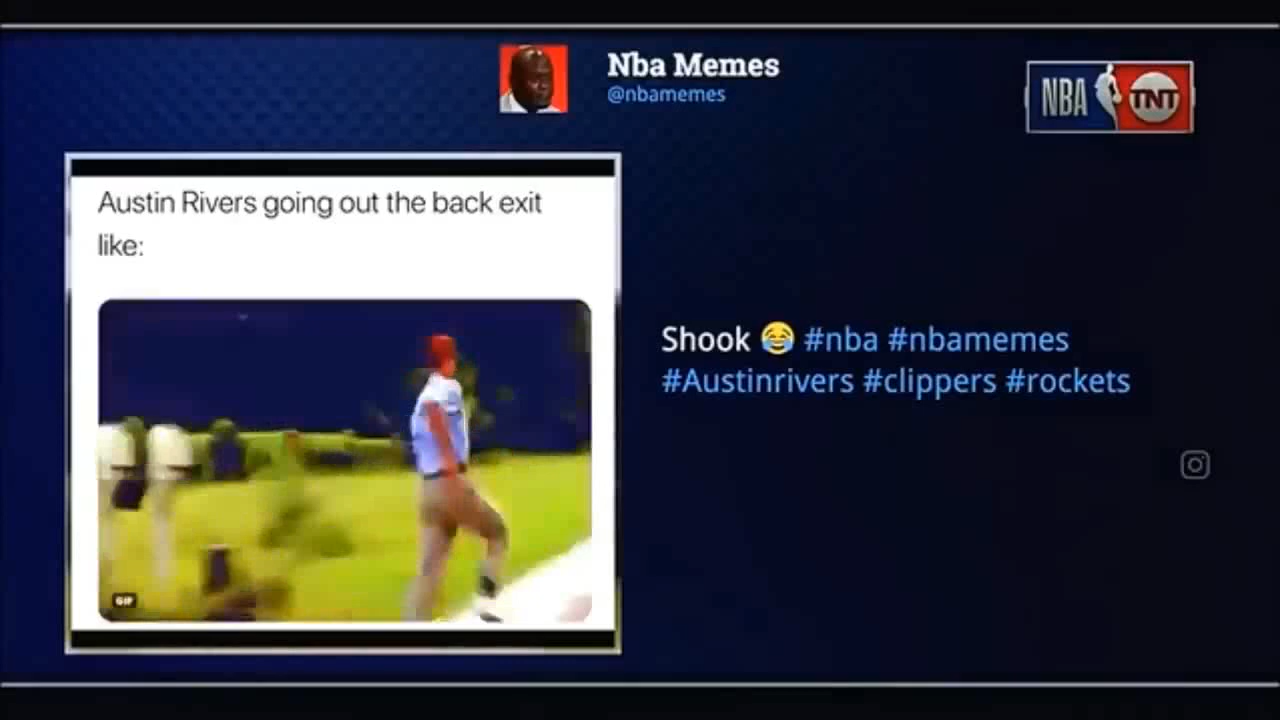 Nba Memes
@nbamemes
NBA TNT
Austin Rivers going out the back exit
like:
Shook 😂 #nba #nbamemes
#Austinrivers #clippers #rockets
GIF